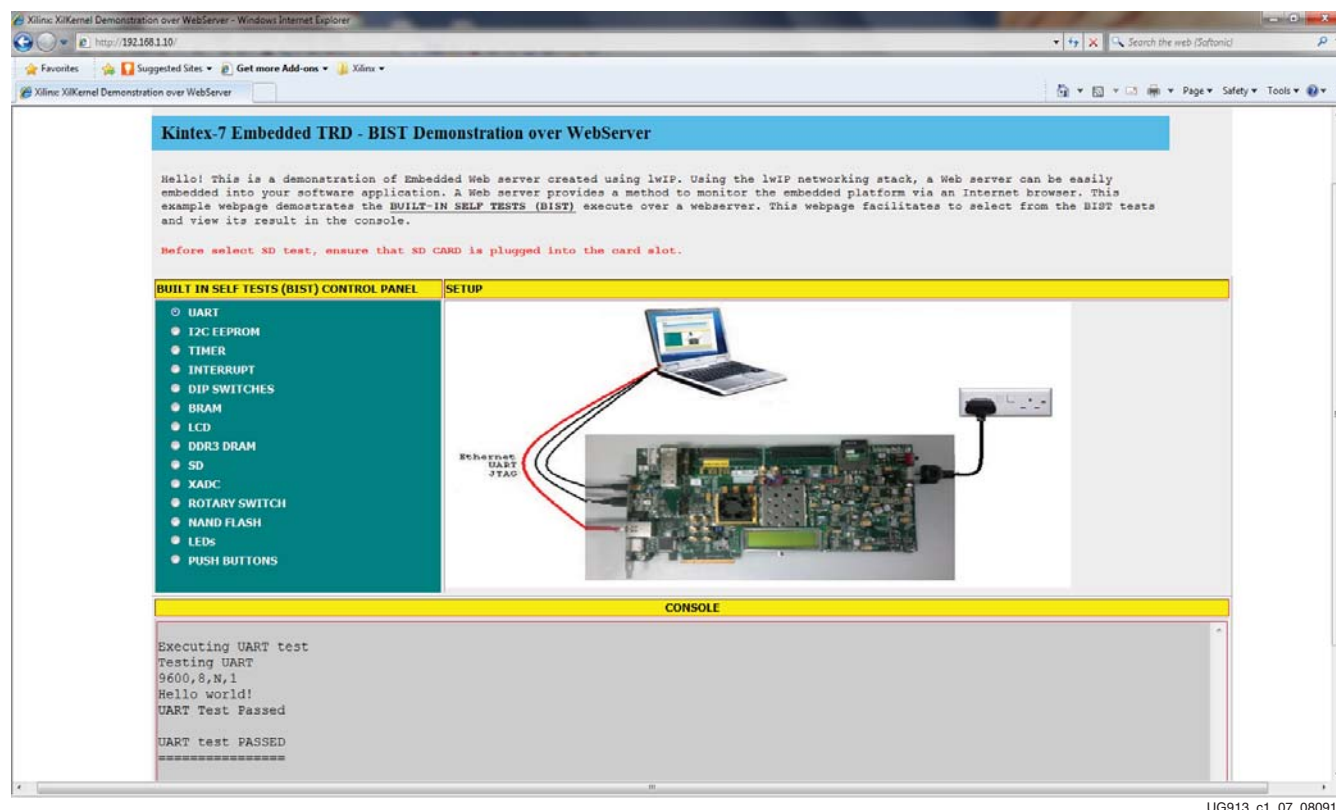 Xilinx XilKernel Demonstration over WebServer - Windows Internet Explorer
http://192.168.1.10/
Search the web (Softonic)
Favorites Suggested Sites Get more Add-ons Xilinx
Xilinx XilKernel Demonstration over WebServer
Page Safety Tools
Kintex-7 Embedded TRD - BIST Demonstration over WebServer
Hello! This is a demonstration of Embedded Web server created using lwIP. Using the lwIP networking stack, a Web server can be easily
embedded into your software application. A Web server provides a method to monitor the embedded platform via an Internet browser. This
example webpage demostrates the BUILT-IN SELF TESTS (BIST) execute over a webserver. This webpage facilitates to select from the BIST tests
and view its result in the console.
Before select SD test, ensure that SD CARD is plugged into the card slot.
BUILT IN SELF TESTS (BIST) CONTROL PANEL
SETUP
UART
I2C EEPROM
TIMER
INTERRUPT
DIP SWITCHES
BRAM
LCD
DDR3 DRAM
SD
XADC
ROTARY SWITCH
NAND FLASH
LEDs
PUSH BUTTONS
Ethernet
UART
JTAG
CONSOLE
Executing UART test
Testing UART
9600,8,N,1
Hello world!
UART Test Passed
UART test PASSED
================